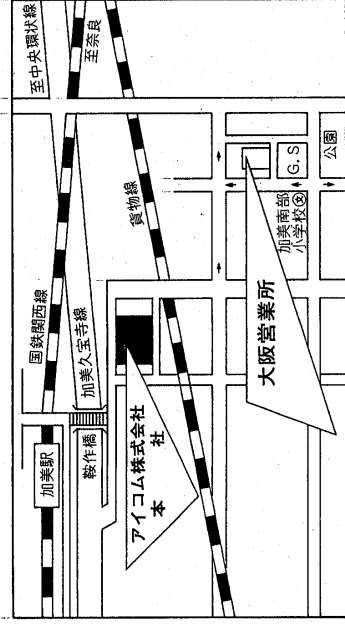 至中央環状線
至奈良
国鉄関西線
加美久宝寺線
貨物線
加美駅
鞍作橋
アイコム株式会社
本社
大阪営業所
加美南部
小学校文
G.S
公園